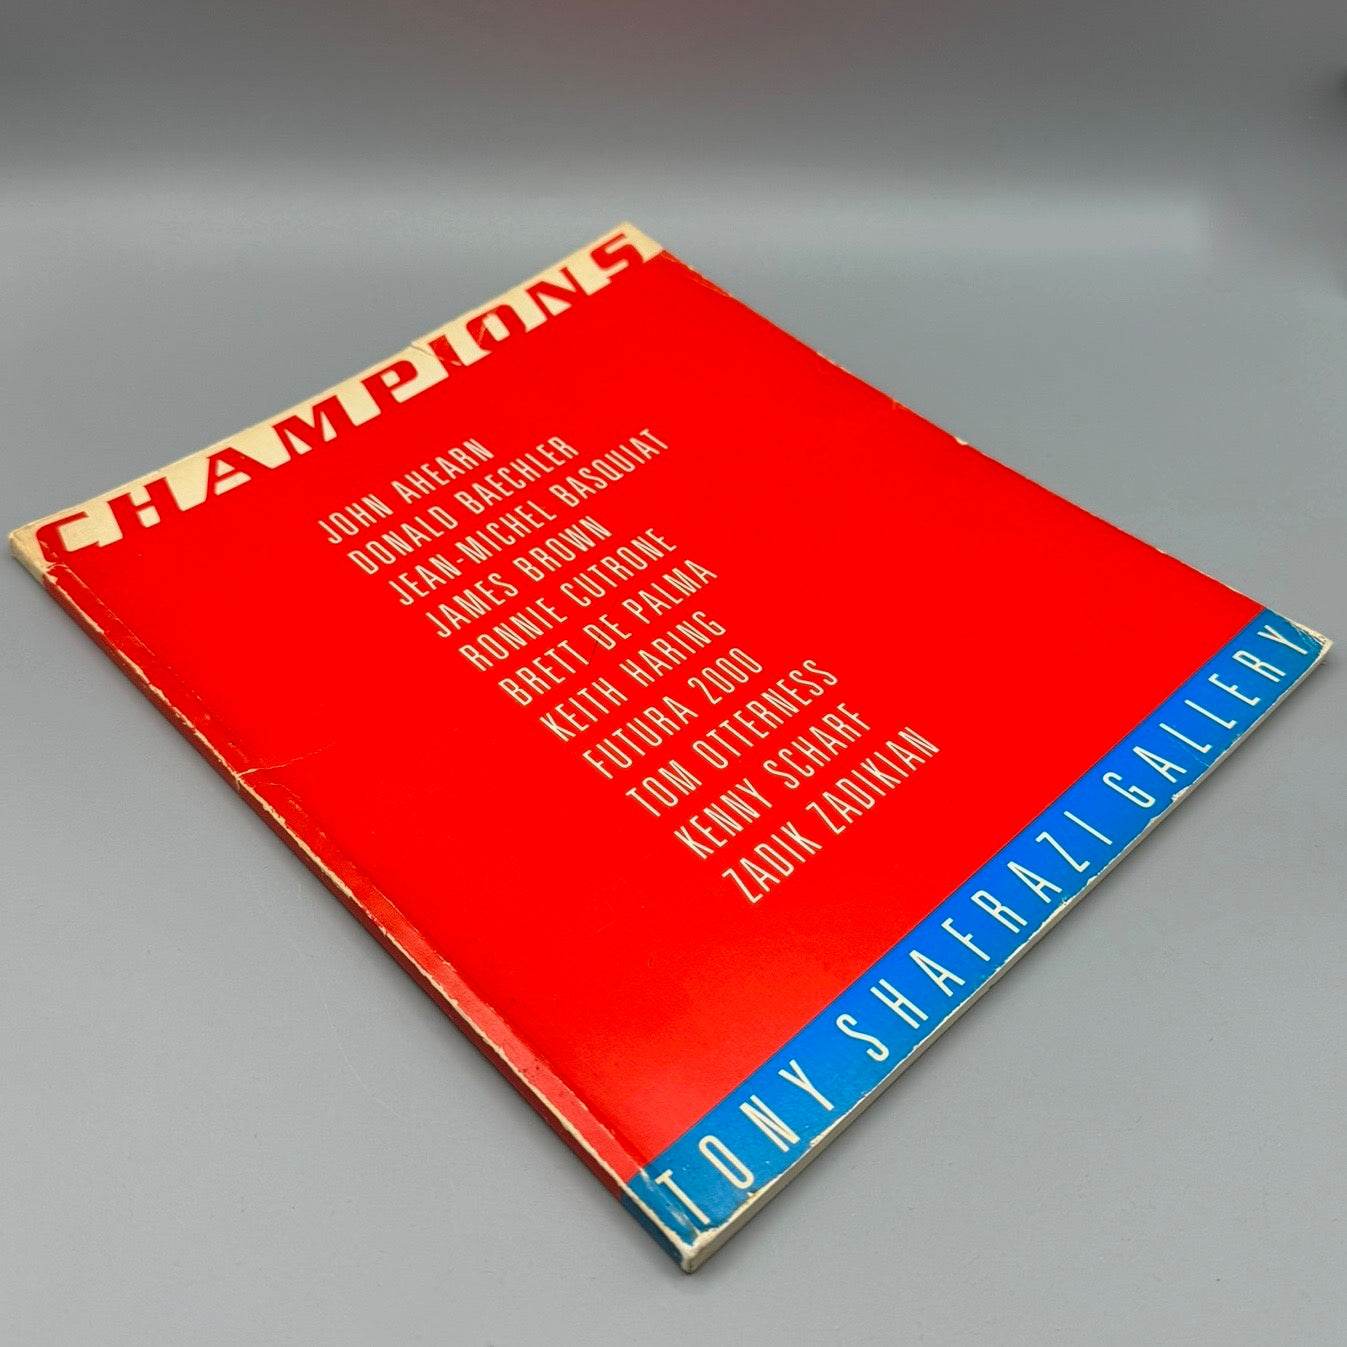 CHAMPIONS
JOHN AHEARN
DONALD BAECHLER
JEAN-MICHEL BASQUIAT
JAMES BROWN
RONNIE CUTRONE
BRETT DE PALMA
KEITH HARING
FUTURA 2000
TOM OTTERNESS
KENNY SCHARF
ZADIK ZADIKIAN
TONY SHAFRAZI GALLERY